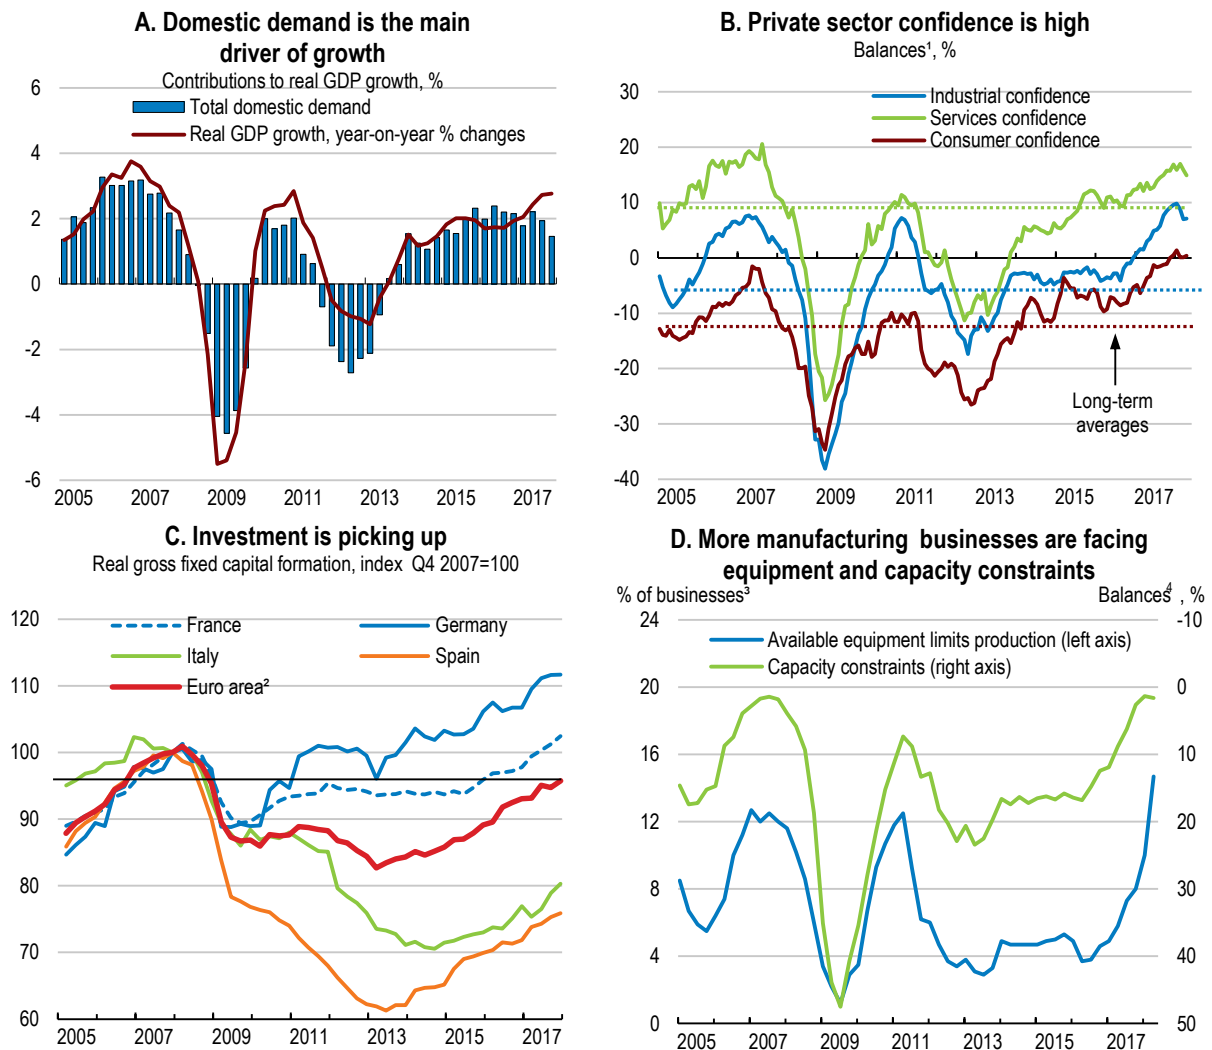 A. Domestic demand is the main
driver of growth
Contributions to real GDP growth, %
Total domestic demand
Real GDP growth, year-on-year % changes
6
4
2
0
-2
-4
-6
2005 2007 2009 2011 2013 2015 2017
B. Private sector confidence is high
Balances¹, %
Industrial confidence
Services confidence
Consumer confidence
30
20
10
0
-10
-20
-30
-40
Long-term
averages
2005 2007 2009 2011 2013 2015 2017
C. Investment is picking up
Real gross fixed capital formation, index Q4 2007=100
France
Germany
Italy
Spain
Euro area²
120
110
100
90
80
70
60
2005 2007 2009 2011 2013 2015 2017
D. More manufacturing businesses are facing
equipment and capacity constraints
% of businesses³
Balances⁴ , %
Available equipment limits production (left axis)
Capacity constraints (right axis)
24
20
16
12
8
4
0
-10
0
10
20
30
40
50
2005 2007 2009 2011 2013 2015 2017